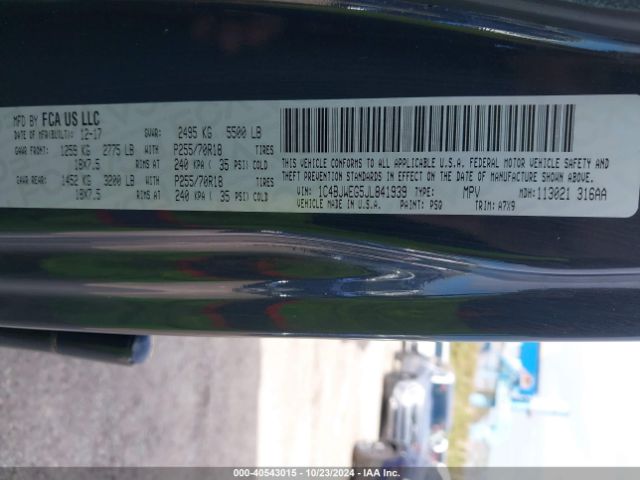 MFD BY FCA US LLC
DATE OF MFR(BUILT): 12-17 GVWR: 2495 KG 5500 LB
GAWR FRONT: 1259 KG 2775 LB P255/70R18 TIRES
18X7.5 RIMS AT 240 KPA ( 35 PSI) COLD
GAWR REAR: 1452 KG 3200 LB P255/70R18 TIRES
18X7.5 RIMS AT 240 KPA ( 35 PSI) COLD
THIS VEHICLE CONFORMS TO ALL APPLICABLE U.S.A. FEDERAL MOTOR VEHICLE SAFETY AND
THEFT PREVENTION STANDARDS IN EFFECT ON THE DATE OF MANUFACTURE SHOWN ABOVE.
VIN: 1C4BJWEG5JL841939 TYPE: MPV MDH: 113021 316AA
VEHICLE MADE IN U.S.A. PAINT: PSQ TRIM: A7X9
000-40543015 - 10/23/2024 - IAA Inc.